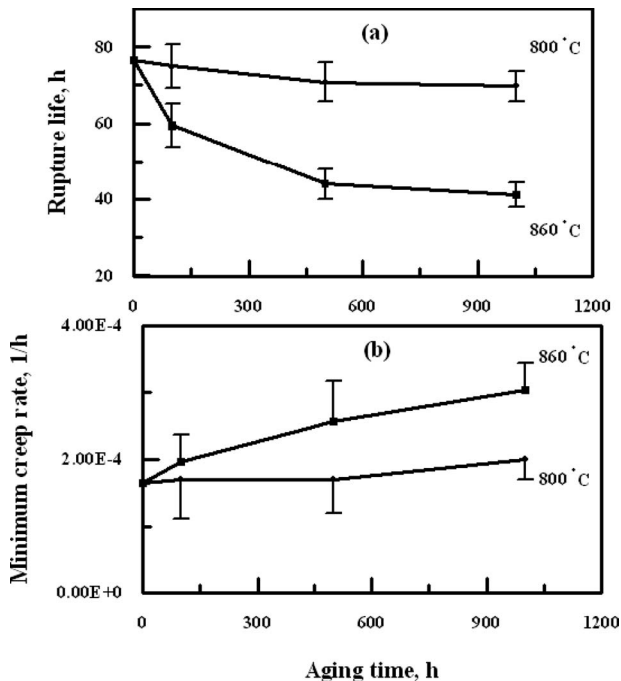 (a)
800˚C
80
60
40
20
Rupture life, h
860˚C
0 300 600 900 1200
(b)
4.00E-4
860˚C
2.00E-4
800˚C
0.00E+0
Minimum creep rate, 1/h
0 300 600 900 1200
Aging time, h